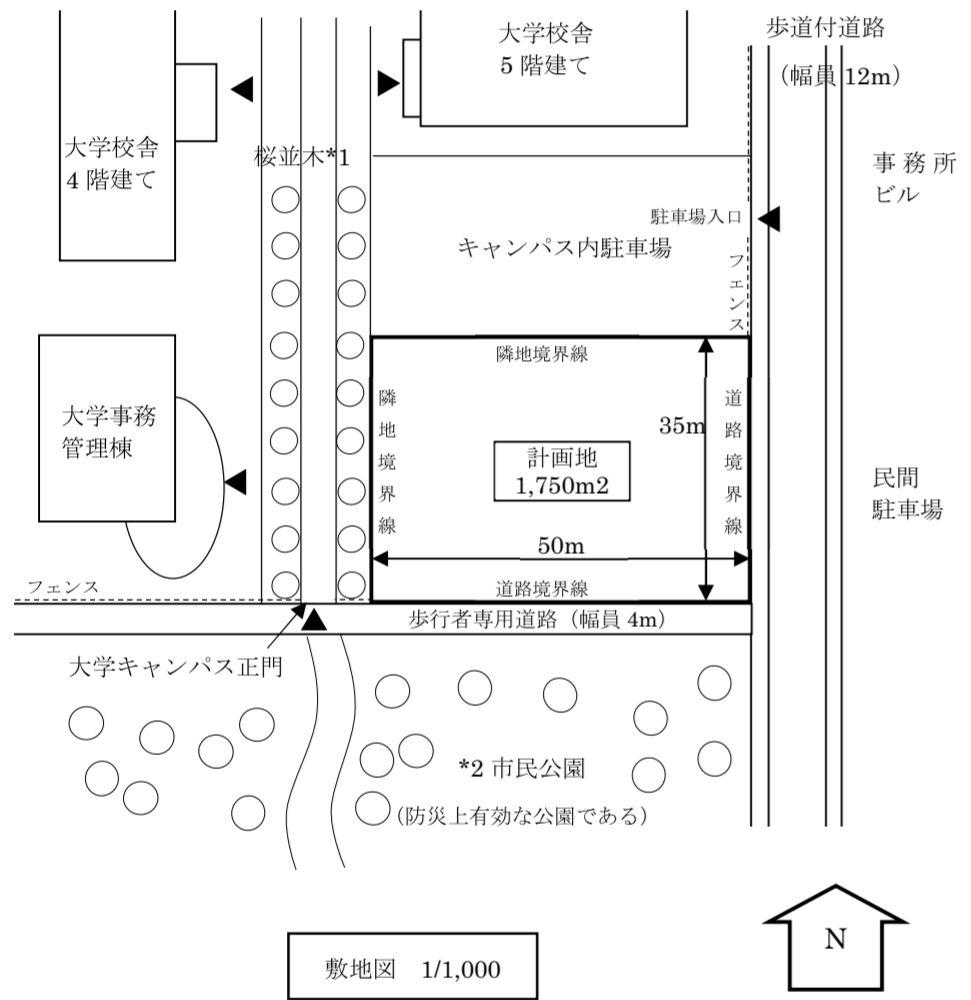 大学校舎
5 階建て
歩道付道路
（幅員 12m）
大学校舎
4 階建て
桜並木*1
事務所
ビル
駐車場入口
キャンパス内駐車場
フェンス
隣地境界線
隣地境界線
道路境界線
35m
大学事務
管理棟
計画地
1,750m2
民間
駐車場
50m
フェンス
道路境界線
歩行者専用道路（幅員 4m）
大学キャンパス正門
*2 市民公園
（防災上有効な公園である）
N
敷地図 1/1,000